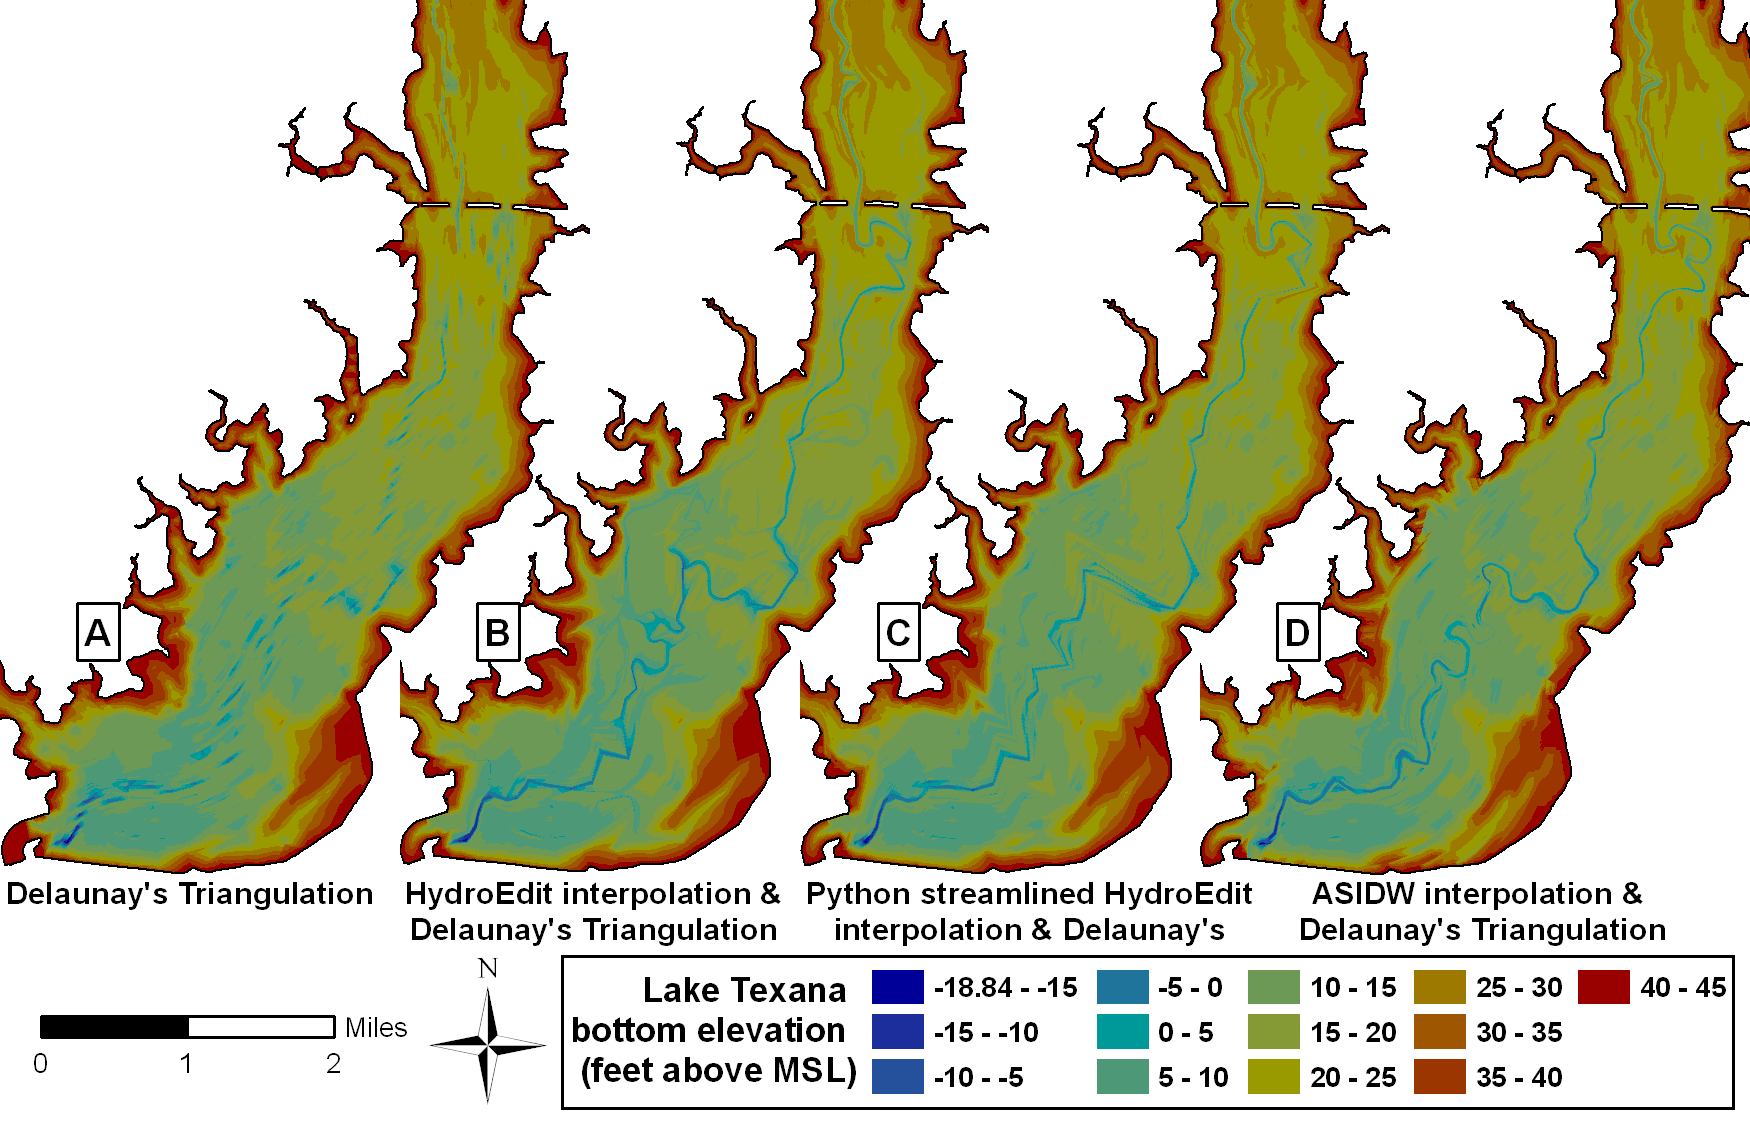 A
B
C
D
Delaunay's Triangulation
HydroEdit interpolation &
Delaunay's Triangulation
Python streamlined HydroEdit
interpolation & Delaunay's
ASIDW interpolation &
Delaunay's Triangulation
Miles
0 1 2
N
Lake Texana
bottom elevation
(feet above MSL)
-18.84 - -15
-15 - -10
-10 - -5
-5 - 0
0 - 5
5 - 10
10 - 15
15 - 20
20 - 25
25 - 30
30 - 35
35 - 40
40 - 45